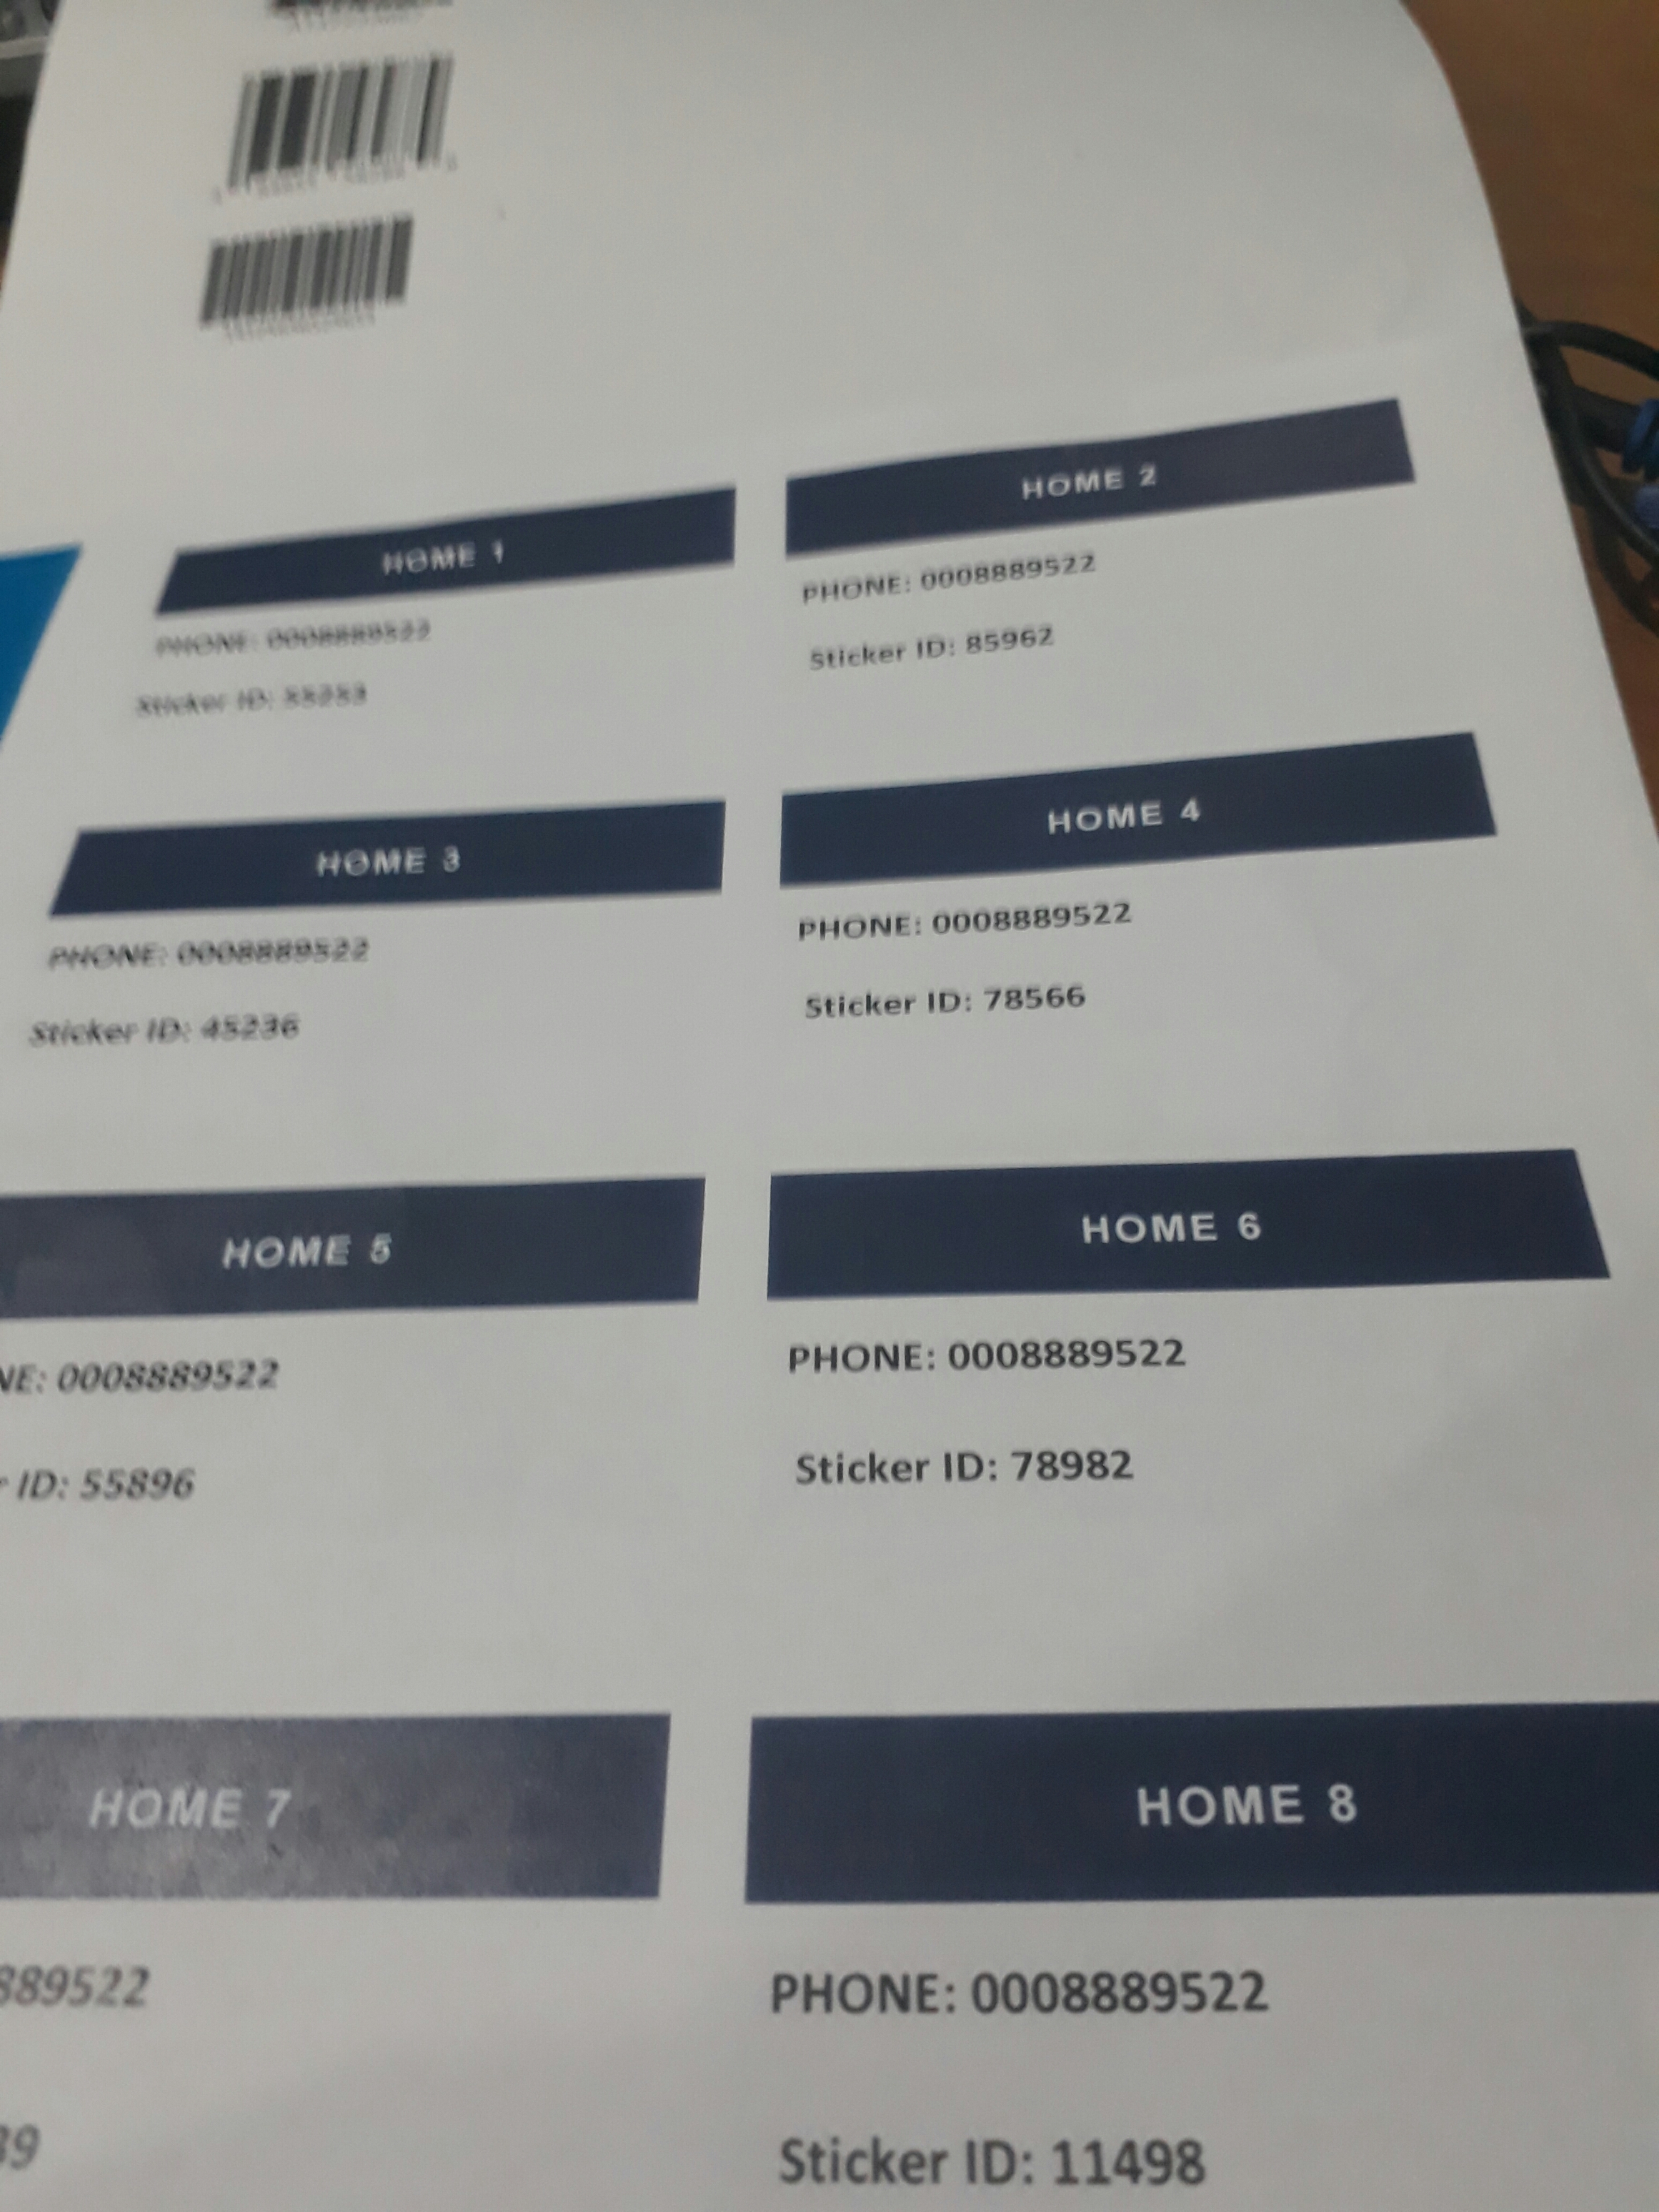 HOME 1
PHONE: 0008889522
Sticker ID: 55253
HOME 2
PHONE: 0008889522
Sticker ID: 85962
HOME 3
PHONE: 0008889522
Sticker ID: 45236
HOME 4
PHONE: 0008889522
Sticker ID: 78566
HOME 5
NE: 0008889522
r ID: 55896
HOME 6
PHONE: 0008889522
Sticker ID: 78982
HOME 7
889522
39
HOME 8
PHONE: 0008889522
Sticker ID: 11498